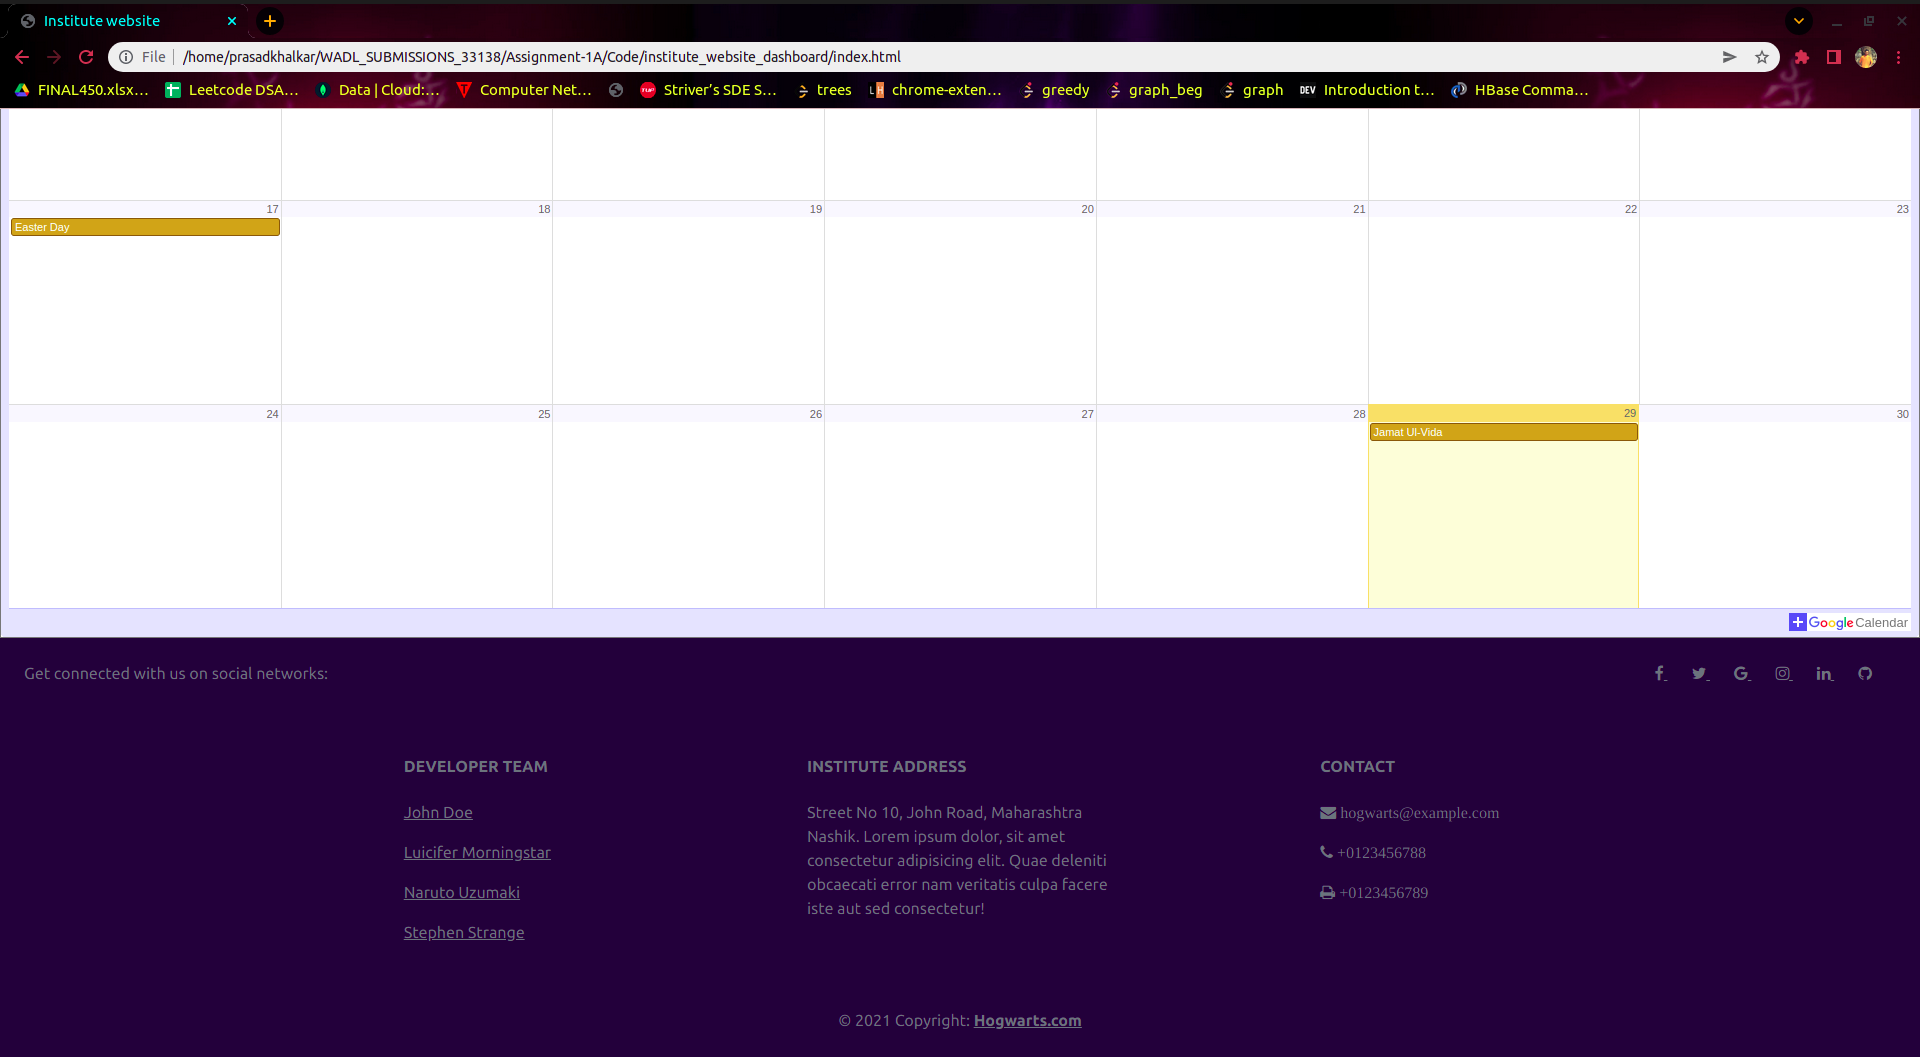 Institute website
File /home/prasadkhalkar/WADL_SUBMISSIONS_33138/Assignment-1A/Code/institute_website_dashboard/index.html
FINAL450.xlsx... Leetcode DSA... Data | Cloud:... Computer Net... TUF Striver's SDE S... trees LH chrome-exten... greedy graph_beg graph DEV Introduction t... HBase Comma...
17 18 19 20 21 22 23
Easter Day
24 25 26 27 28 29 30
Jamat Ul-Vida
Google Calendar
Get connected with us on social networks:
DEVELOPER TEAM
John Doe
Luicifer Morningstar
Naruto Uzumaki
Stephen Strange
INSTITUTE ADDRESS
Street No 10, John Road, Maharashtra
Nashik. Lorem ipsum dolor, sit amet
consectetur adipisicing elit. Quae deleniti
obcaecati error nam veritatis culpa facere
iste aut sed consectetur!
CONTACT
hogwarts@example.com
+0123456788
+0123456789
© 2021 Copyright: Hogwarts.com